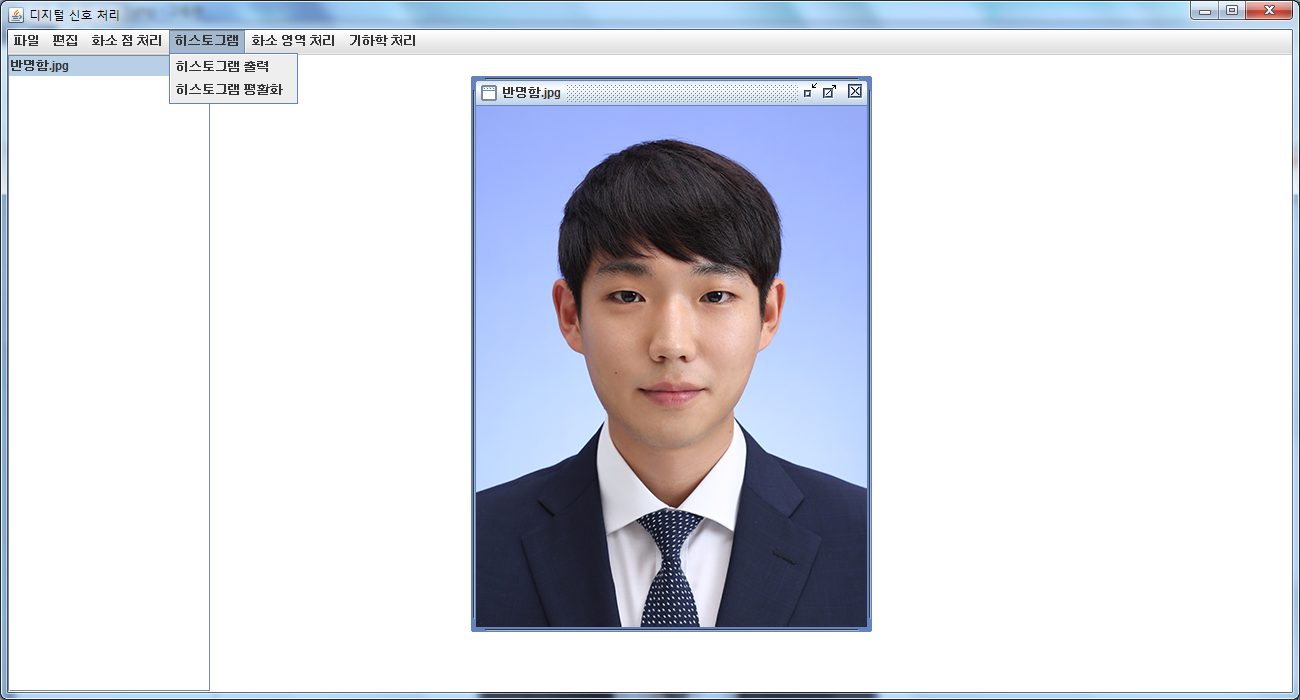 디지털 신호 처리
파일 편집 화소 점 처리 히스토그램 화소 영역 처리 기하학 처리
반명함.jpg
히스토그램 출력
히스토그램 평활화
반명함.jpg